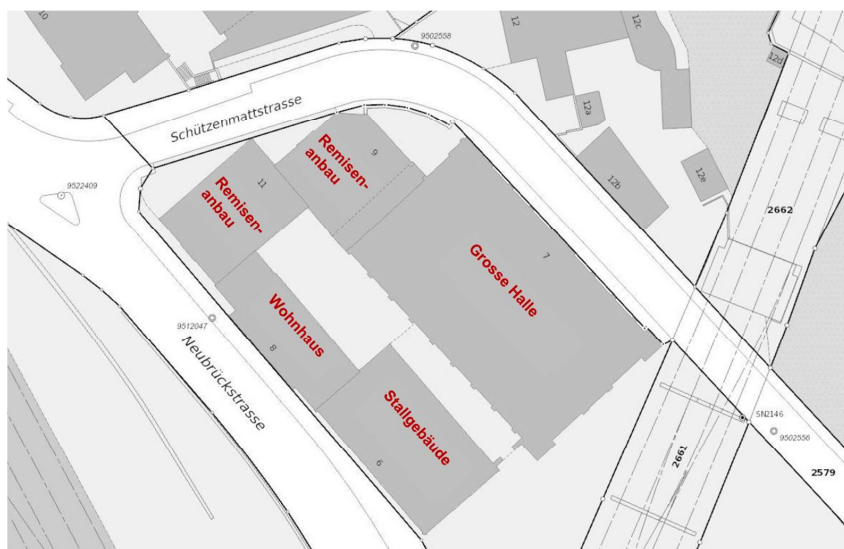 10
12
12c
9502558
12d
Schützenmattstrasse
12a
Remisen-
anbau
9
Remisen-
anbau
11
12b
12e
9522409
2662
Grosse Halle
7
Wohnhaus
8
9512047
Neubrückstrasse
Stallgebäude
6
SN2146
9502556
2661
2579